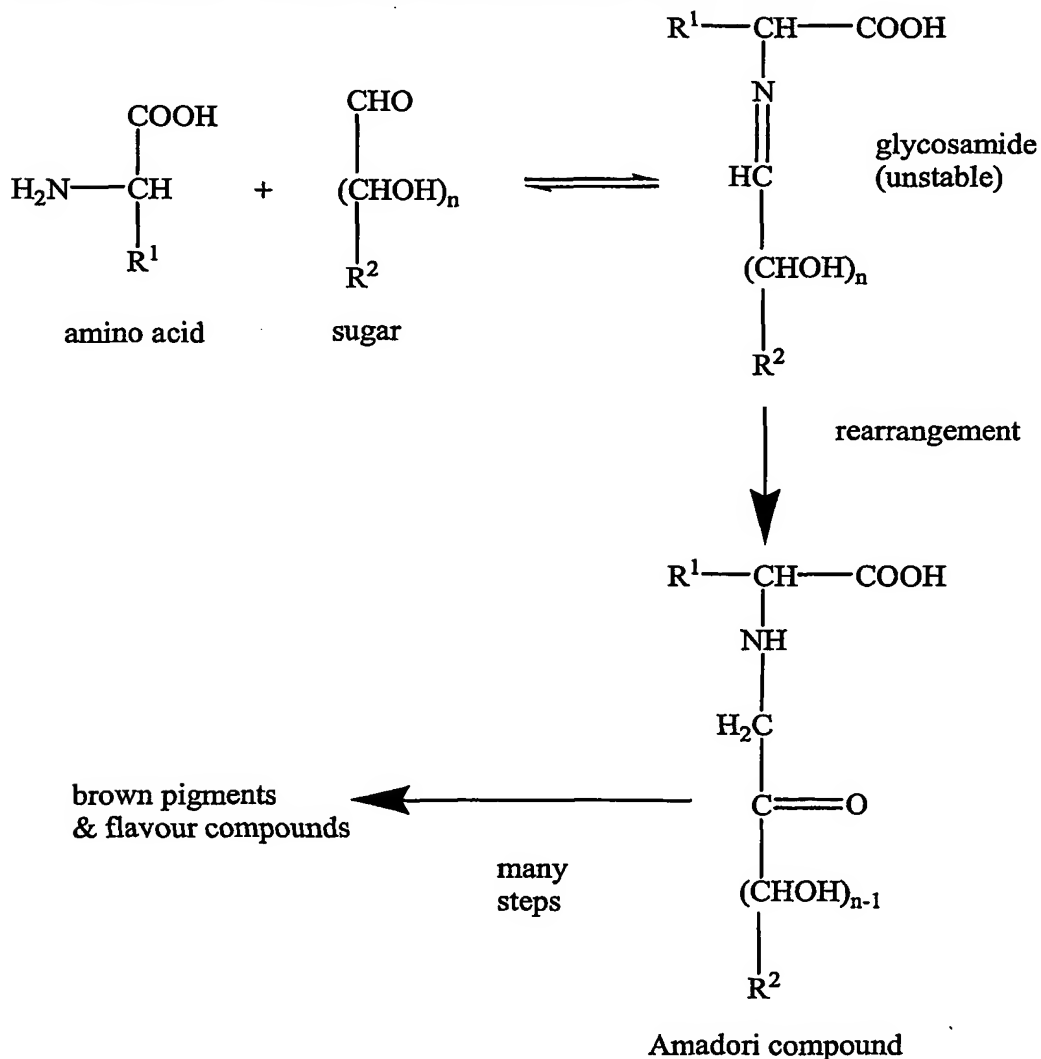 R¹—CH—COOH
N
HC
(CHOH)n
R²
glycosamide
(unstable)
COOH
H₂N—CH
R¹
amino acid
+
CHO
(CHOH)n
R²
sugar
rearrangement
R¹—CH—COOH
NH
H₂C
C=O
(CHOH)n-1
R²
Amadori compound
many
steps
brown pigments
& flavour compounds